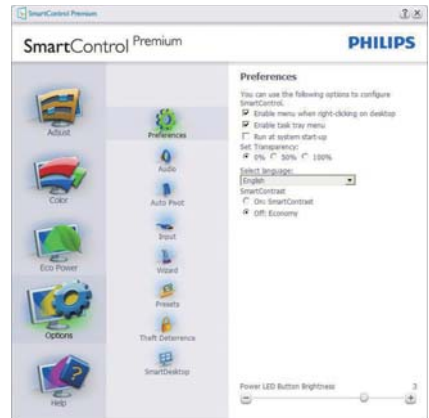 SmartControl Premium
SmartControl Premium
PHILIPS
Adjust
Color
Eco Power
Options
Help
Preferences
Audio
Auto Pivot
Input
Wizard
Presets
Theft Deterrence
SmartDesktop
Preferences
You can use the following options to configure
SmartControl.
Enable menu when right-clicking on desktop
Enable task tray menu
Run at system start-up
Set Transparency:
0% 50% 100%
Select language:
English
SmartContrast
On: SmartContrast
Off: Economy
Power LED Button Brightness 3